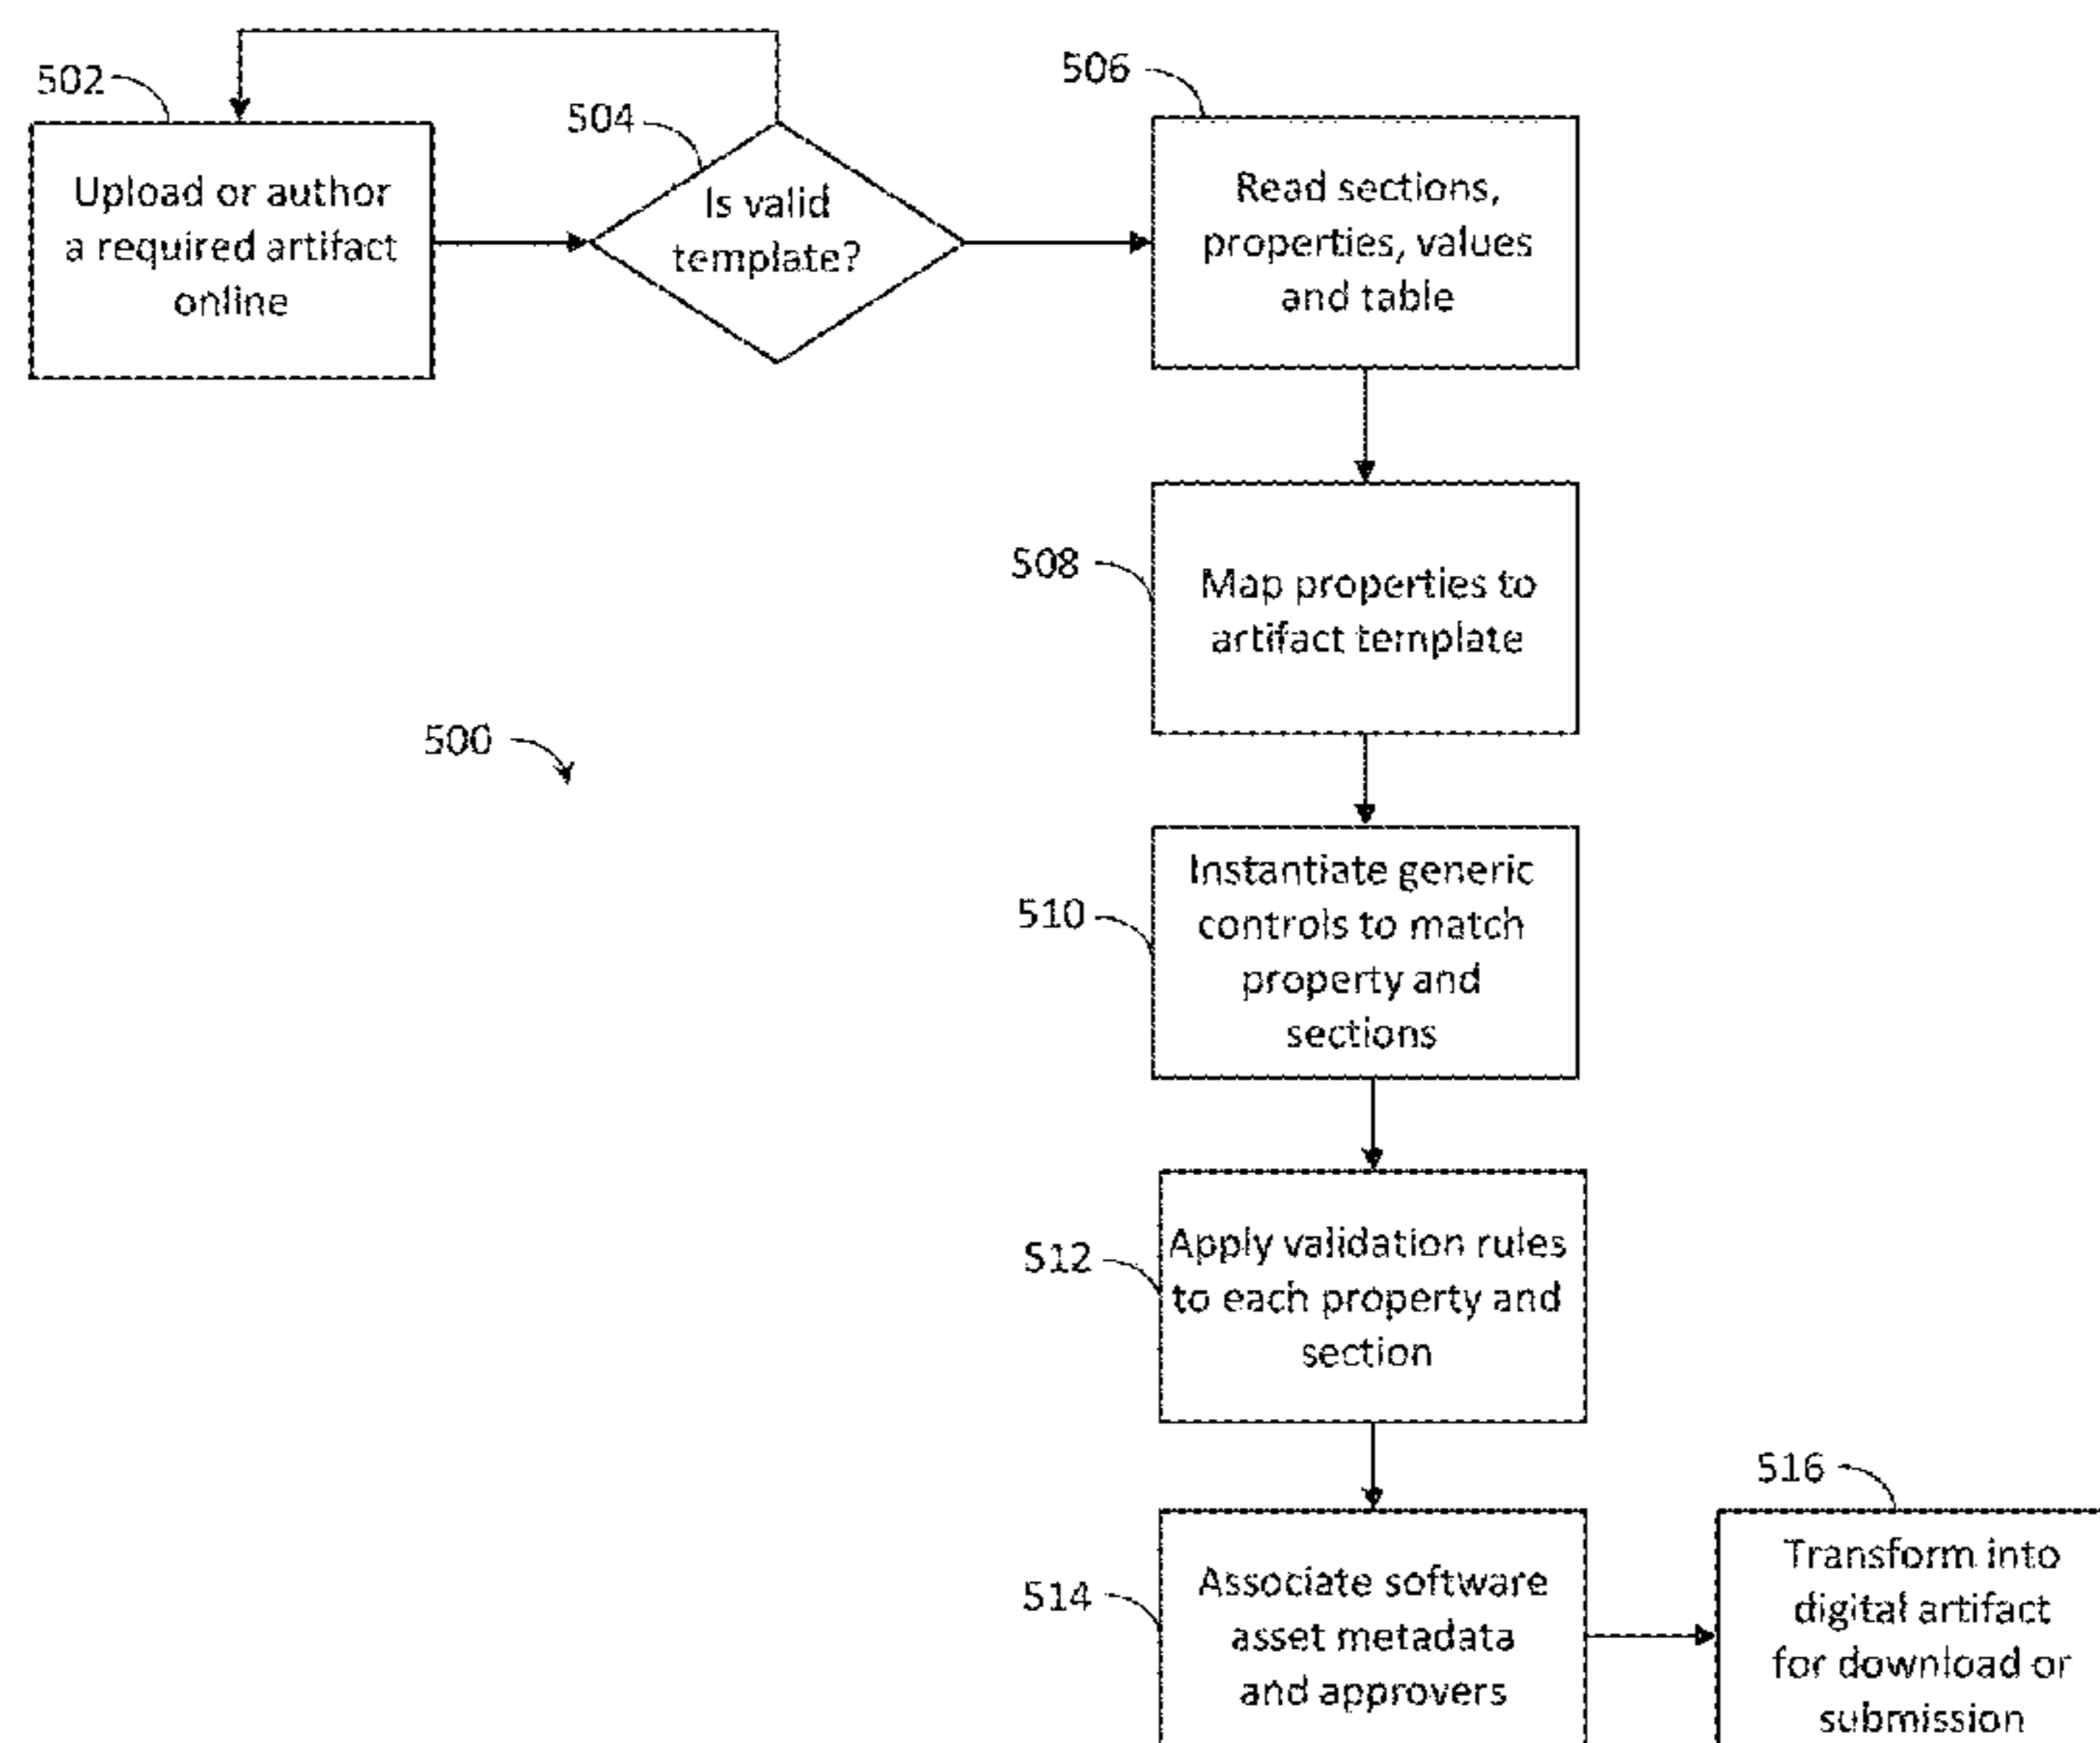 502
Upload or author
a required artifact
online
504
Is valid
template?
506
Read sections,
properties, values
and table
508
Map properties to
artifact template
500
510
Instantiate generic
controls to match
property and
sections
512
Apply validation rules
to each property and
section
514
Associate software
asset metadata
and approvers
516
Transform into
digital artifact
for download or
submission